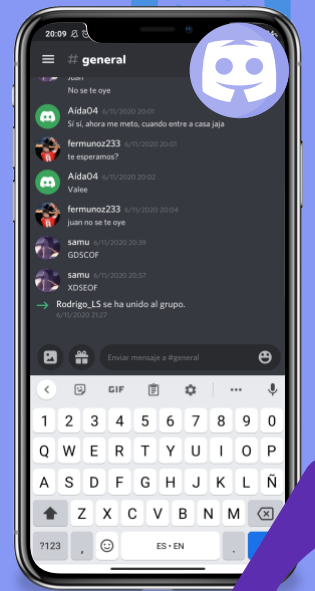 20:09
# general
Juan
No se te oye
Aída04 6/11/2020 20:01
Sí sí, ahora me meto, cuando entre a casa jaja
fermunoz233 6/11/2020 20:01
te esperamos?
Aída04 6/11/2020 20:02
Valee
fermunoz233 6/11/2020 20:04
juan no se te oye
samu 6/11/2020 20:39
GDSCOF
samu 6/11/2020 20:57
XDSEOF
Rodrigo_LS se ha unido al grupo.
6/11/2020 21:27
Enviar mensaje a #general
GIF
1 2 3 4 5 6 7 8 9 0
Q W E R T Y U I O P
A S D F G H J K L Ñ
Z X C V B N M
?123 , ES • EN .